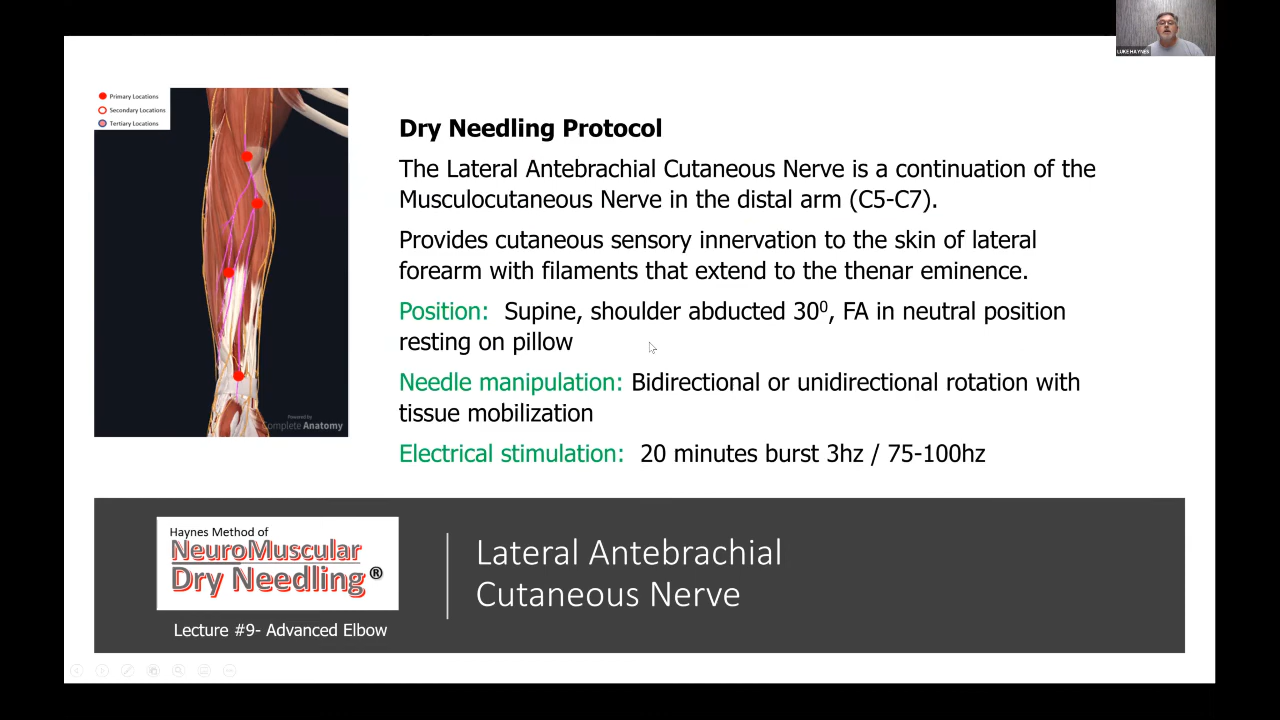 LUKE HAYNES
Primary Locations
Secondary Locations
Tertiary Locations
Powered by
Complete Anatomy
Dry Needling Protocol
The Lateral Antebrachial Cutaneous Nerve is a continuation of the
Musculocutaneous Nerve in the distal arm (C5-C7).
Provides cutaneous sensory innervation to the skin of lateral
forearm with filaments that extend to the thenar eminence.
Position: Supine, shoulder abducted 30⁰, FA in neutral position
resting on pillow
Needle manipulation: Bidirectional or unidirectional rotation with
tissue mobilization
Electrical stimulation: 20 minutes burst 3hz / 75-100hz
Haynes Method of
NeuroMuscular
Dry Needling®
Lecture #9- Advanced Elbow
Lateral Antebrachial
Cutaneous Nerve